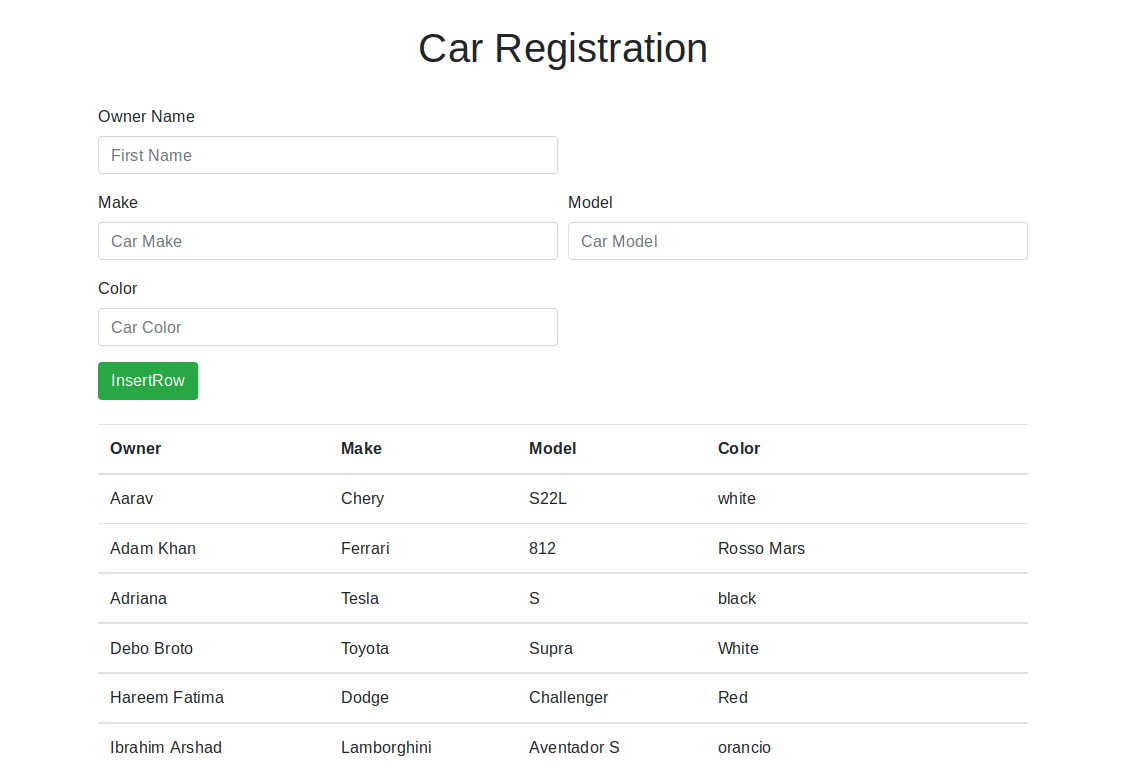 Car Registration
Owner Name
First Name
Make Model
Car Make Car Model
Color
Car Color
InsertRow
Owner Make Model Color
Aarav Chery S22L white
Adam Khan Ferrari 812 Rosso Mars
Adriana Tesla S black
Debo Broto Toyota Supra White
Hareem Fatima Dodge Challenger Red
Ibrahim Arshad Lamborghini Aventador S orancio